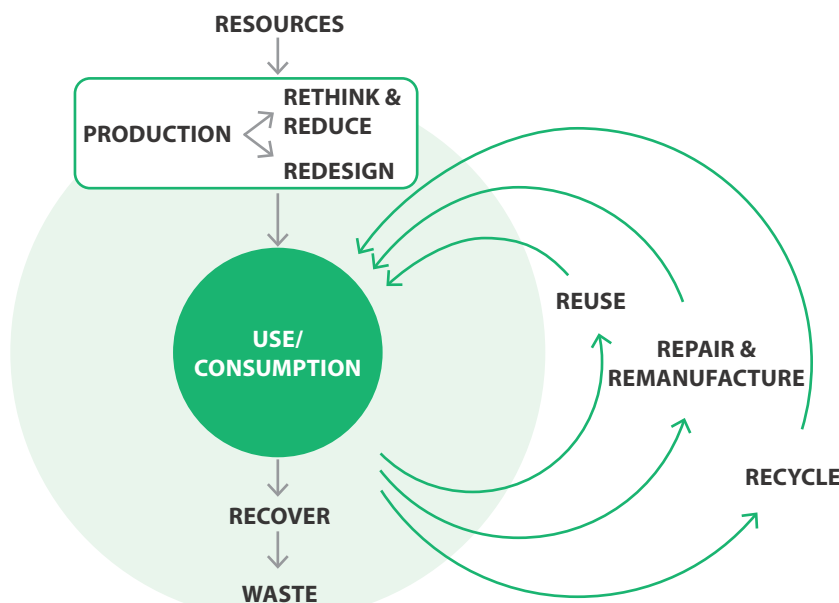 RESOURCES
PRODUCTION
RETHINK &
REDUCE
REDESIGN
USE/
CONSUMPTION
REUSE
REPAIR &
REMANUFACTURE
RECYCLE
RECOVER
WASTE